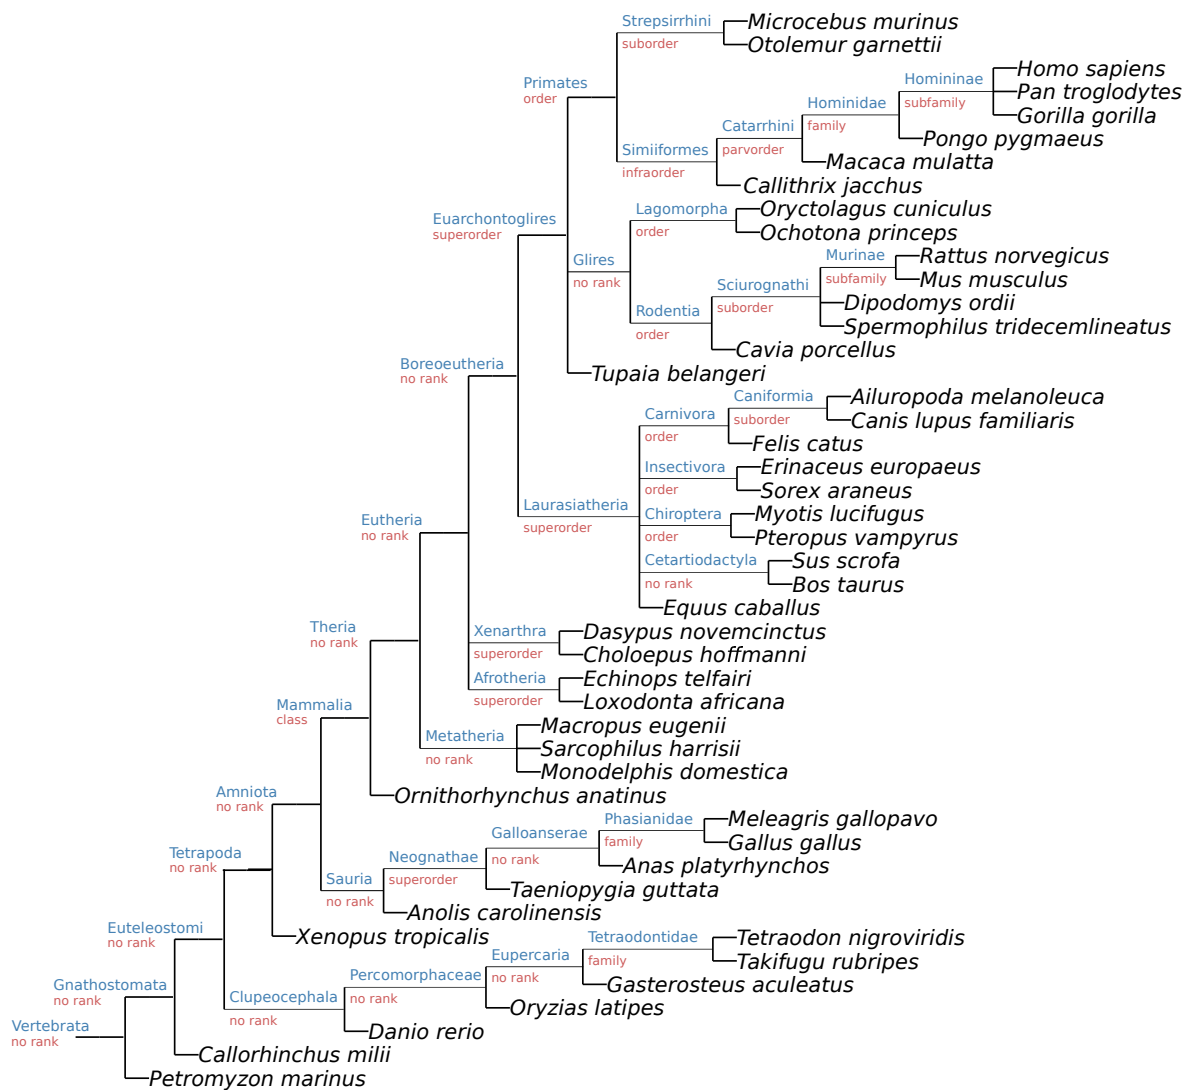 Strepsirrhini
suborder
Microcebus murinus
Otolemur garnettii
Primates
order
Homininae
subfamily
Homo sapiens
Pan troglodytes
Gorilla gorilla
Hominidae
family
Pongo pygmaeus
Catarrhini
parvorder
Macaca mulatta
Simiiformes
infraorder
Callithrix jacchus
Euarchontoglires
superorder
Lagomorpha
order
Oryctolagus cuniculus
Ochotona princeps
Glires
no rank
Murinae
subfamily
Rattus norvegicus
Mus musculus
Sciurognathi
suborder
Dipodomys ordii
Spermophilus tridecemlineatus
Rodentia
order
Cavia porcellus
Boreoeutheria
no rank
Tupaia belangeri
Caniformia
suborder
Ailuropoda melanoleuca
Canis lupus familiaris
Carnivora
order
Felis catus
Insectivora
order
Erinaceus europaeus
Sorex araneus
Laurasiatheria
superorder
Chiroptera
order
Myotis lucifugus
Pteropus vampyrus
Eutheria
no rank
Cetartiodactyla
no rank
Sus scrofa
Bos taurus
Equus caballus
Theria
no rank
Xenarthra
superorder
Dasypus novemcinctus
Choloepus hoffmanni
Afrotheria
superorder
Echinops telfairi
Loxodonta africana
Mammalia
class
Metatheria
no rank
Macropus eugenii
Sarcophilus harrisii
Monodelphis domestica
Amniota
no rank
Ornithorhynchus anatinus
Phasianidae
family
Meleagris gallopavo
Gallus gallus
Galloanserae
no rank
Anas platyrhynchos
Tetrapoda
no rank
Neognathae
superorder
Taeniopygia guttata
Sauria
no rank
Anolis carolinensis
Euteleostomi
no rank
Xenopus tropicalis
Tetraodontidae
family
Tetraodon nigroviridis
Takifugu rubripes
Eupercaria
no rank
Gasterosteus aculeatus
Gnathostomata
no rank
Percomorphaceae
no rank
Oryzias latipes
Clupeocephala
no rank
Danio rerio
Vertebrata
no rank
Callorhinchus milii
Petromyzon marinus